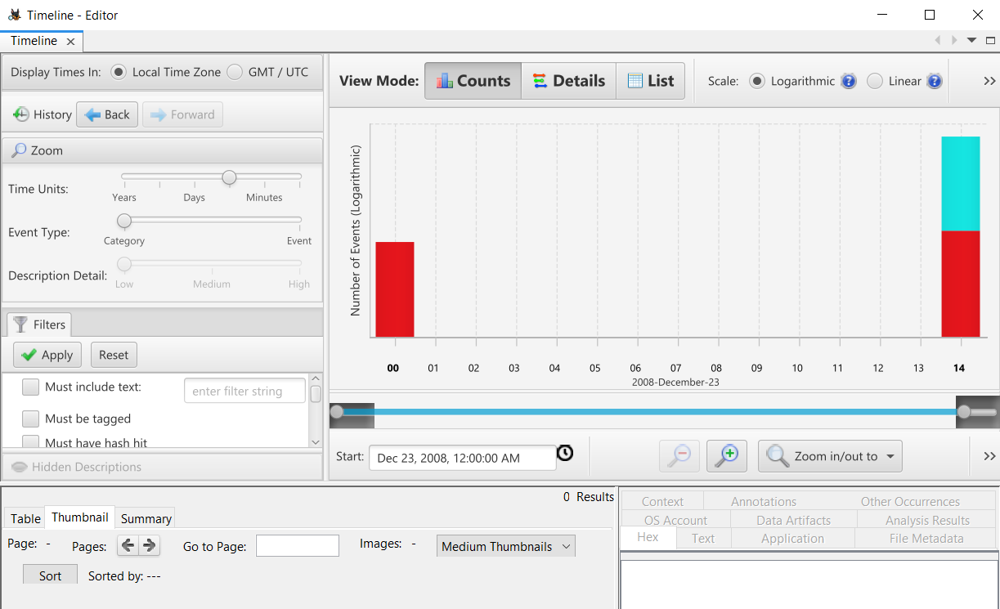 Timeline - Editor
Timeline
Display Times In: Local Time Zone GMT / UTC
History Back Forward
Zoom
Time Units:
Years Days Minutes
Event Type:
Category Event
Description Detail:
Low Medium High
Filters
Apply Reset
Must include text: enter filter string
Must be tagged
Must have hash hit
Hidden Descriptions
View Mode: Counts Details List Scale: Logarithmic ? Linear ?
Number of Events (Logarithmic)
00 01 02 03 04 05 06 07 08 09 10 11 12 13 14
2008-December-23
Start: Dec 23, 2008, 12:00:00 AM Zoom in/out to
0 Results
Table Thumbnail Summary
Page: - Pages: Go to Page: Images: - Medium Thumbnails
Sort Sorted by: ---
Context Annotations Other Occurrences
OS Account Data Artifacts Analysis Results
Hex Text Application File Metadata